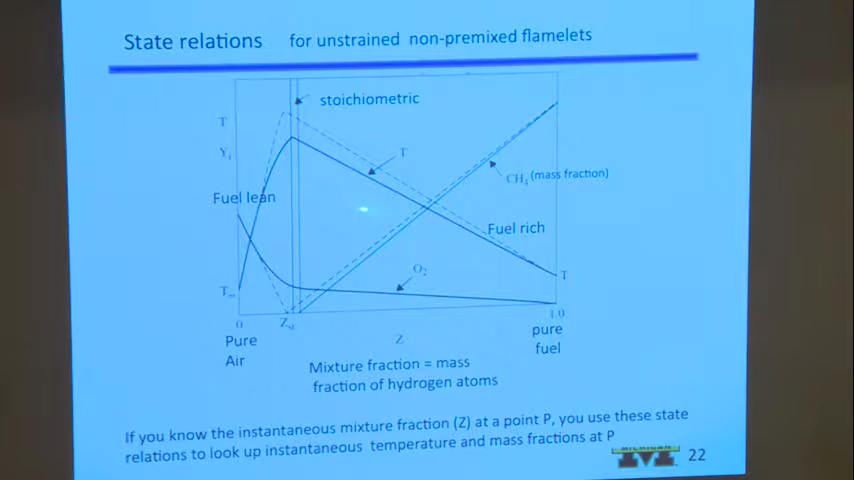 State relations for unstrained non-premixed flamelets
stoichiometric
T
Y_i
T
CH4 (mass fraction)
Fuel lean
Fuel rich
O2
T
T∞
0
Z_st
1.0
Z
Pure
Air
pure
fuel
Mixture fraction = mass
fraction of hydrogen atoms
If you know the instantaneous mixture fraction (Z) at a point P, you use these state
relations to look up instantaneous temperature and mass fractions at P
MICHIGAN
M
22